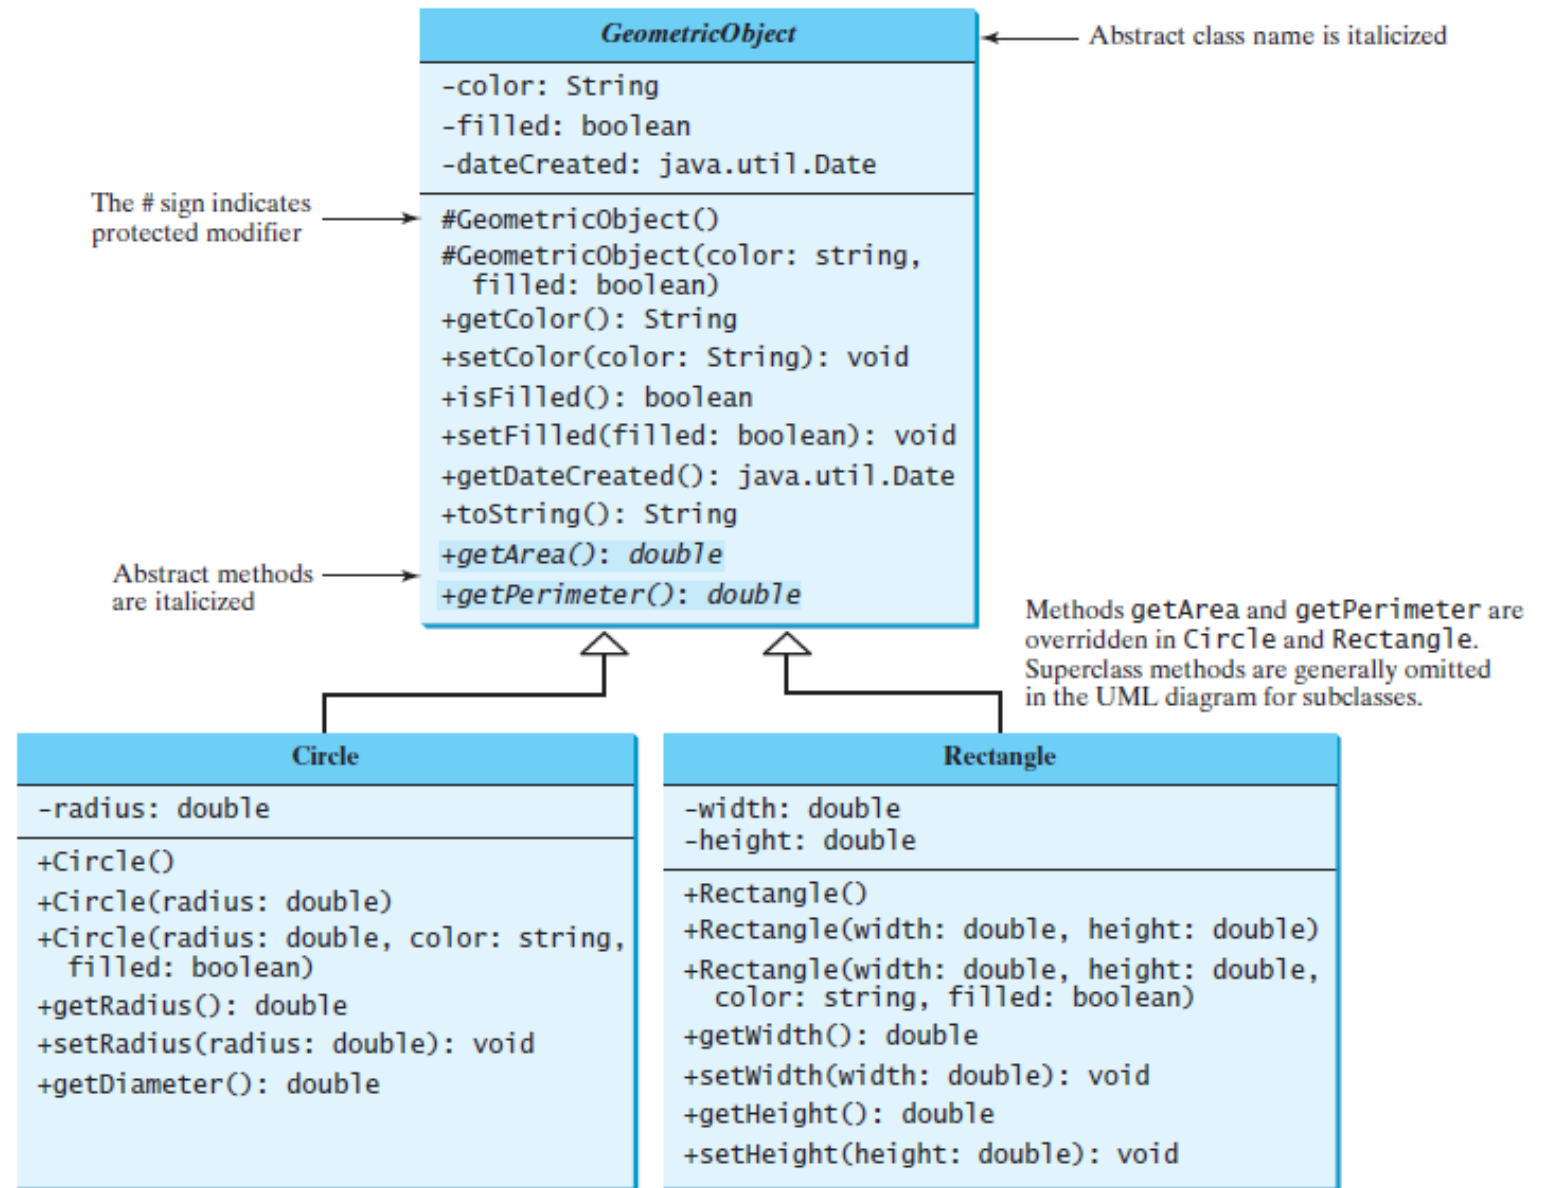 GeometricObject
Abstract class name is italicized
-color: String
-filled: boolean
-dateCreated: java.util.Date
The # sign indicates
protected modifier
#GeometricObject()
#GeometricObject(color: string,
filled: boolean)
+getColor(): String
+setColor(color: String): void
+isFilled(): boolean
+setFilled(filled: boolean): void
+getDateCreated(): java.util.Date
+toString(): String
+getArea(): double
+getPerimeter(): double
Abstract methods
are italicized
Methods getArea and getPerimeter are
overridden in Circle and Rectangle.
Superclass methods are generally omitted
in the UML diagram for subclasses.
Circle
-radius: double
+Circle()
+Circle(radius: double)
+Circle(radius: double, color: string,
filled: boolean)
+getRadius(): double
+setRadius(radius: double): void
+getDiameter(): double
Rectangle
-width: double
-height: double
+Rectangle()
+Rectangle(width: double, height: double)
+Rectangle(width: double, height: double,
color: string, filled: boolean)
+getWidth(): double
+setWidth(width: double): void
+getHeight(): double
+setHeight(height: double): void